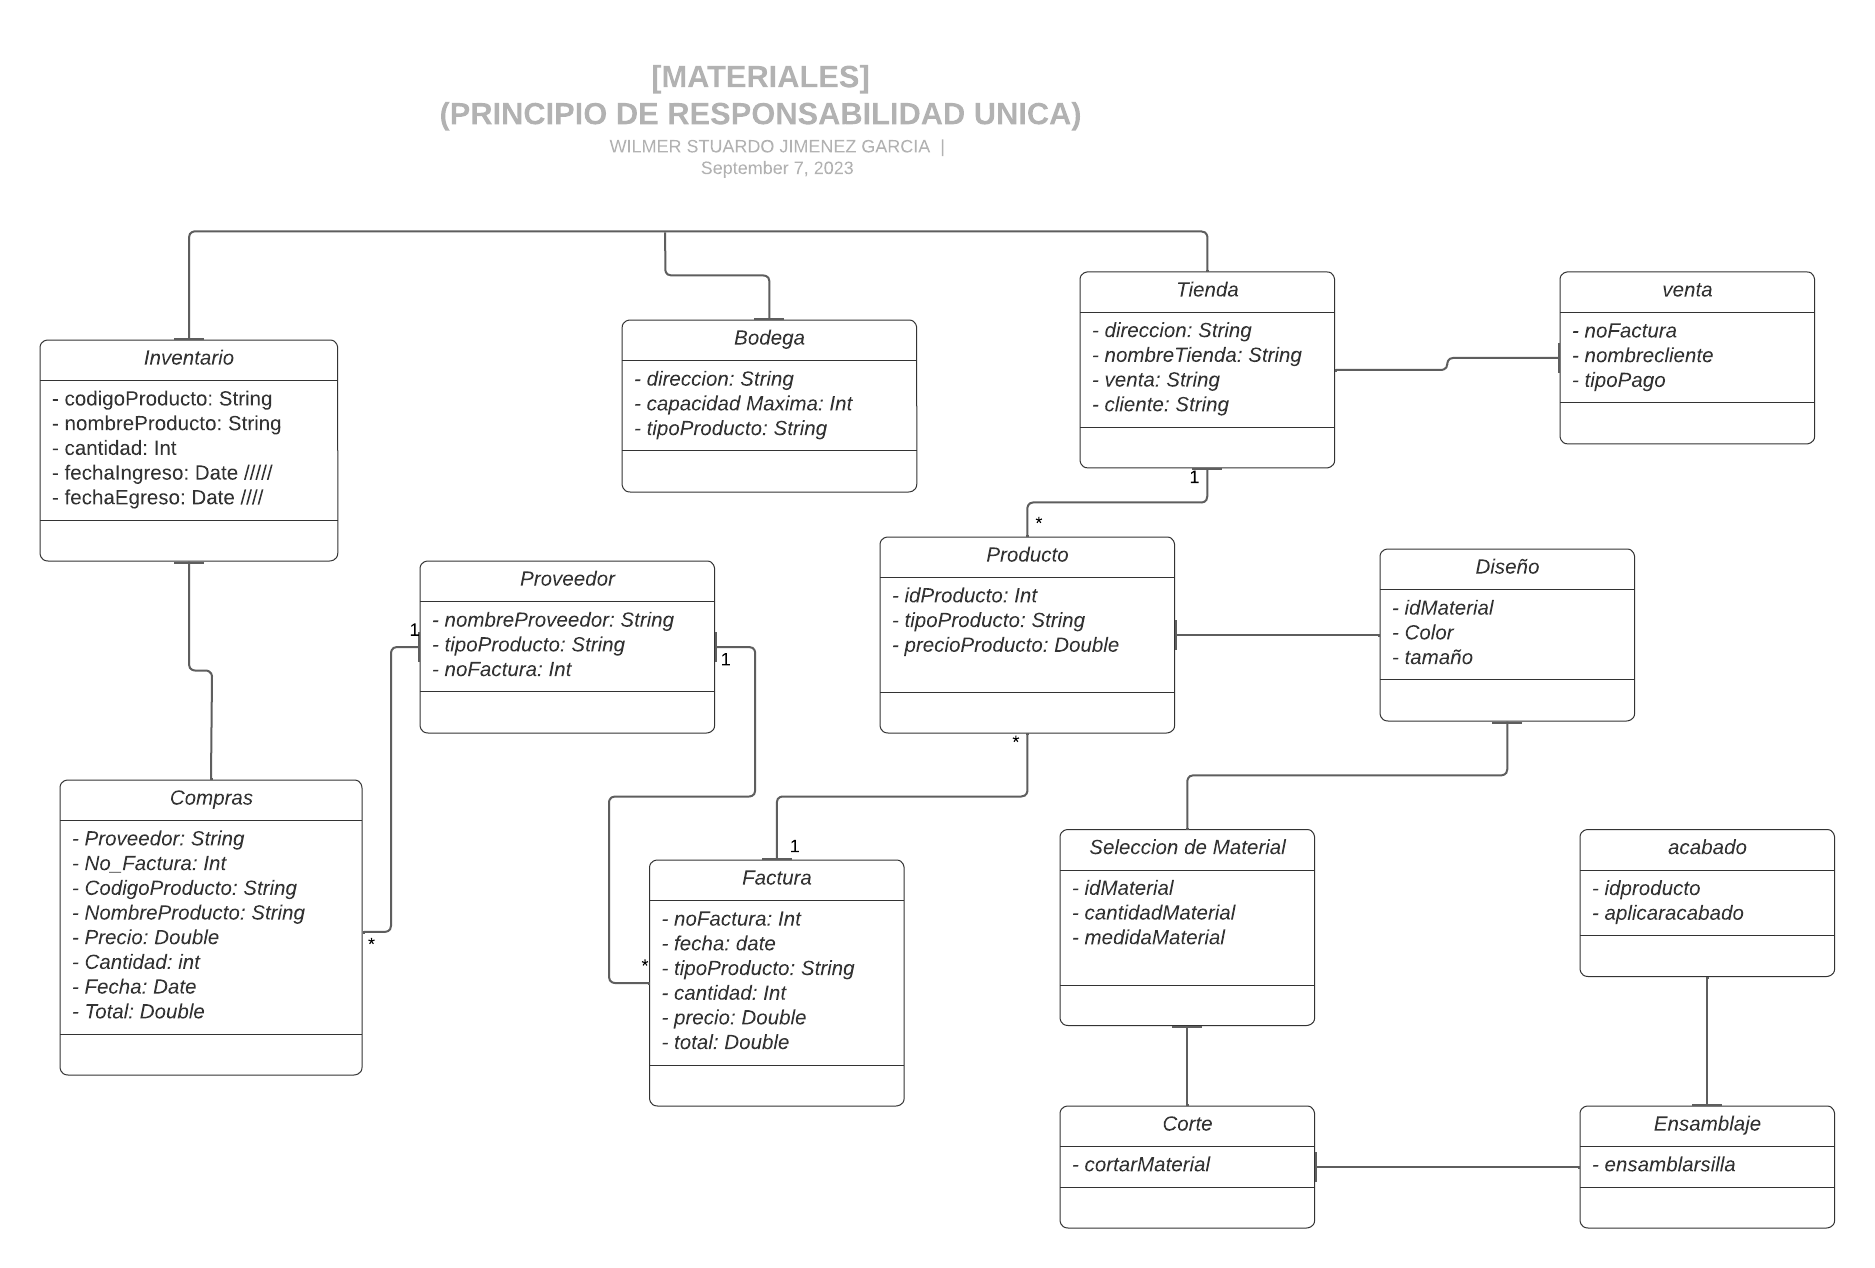 [MATERIALES]
(PRINCIPIO DE RESPONSABILIDAD UNICA)
WILMER STUARDO JIMENEZ GARCIA |
September 7, 2023
Inventario
- codigoProducto: String
- nombreProducto: String
- cantidad: Int
- fechaIngreso: Date /////
- fechaEgreso: Date ////
Bodega
- direccion: String
- capacidad Maxima: Int
- tipoProducto: String
Tienda
- direccion: String
- nombreTienda: String
- venta: String
- cliente: String
1
*
venta
- noFactura
- nombrecliente
- tipoPago
Proveedor
- nombreProveedor: String
- tipoProducto: String
- noFactura: Int
1
1
Producto
- idProducto: Int
- tipoProducto: String
- precioProducto: Double
*
1
Diseño
- idMaterial
- Color
- tamaño
Compras
- Proveedor: String
- No_Factura: Int
- CodigoProducto: String
- NombreProducto: String
- Precio: Double
- Cantidad: int
- Fecha: Date
- Total: Double
*
Factura
- noFactura: Int
- fecha: date
- tipoProducto: String
- cantidad: Int
- precio: Double
- total: Double
*
Seleccion de Material
- idMaterial
- cantidadMaterial
- medidaMaterial
acabado
- idproducto
- aplicaracabado
Corte
- cortarMaterial
Ensamblaje
- ensamblarsilla